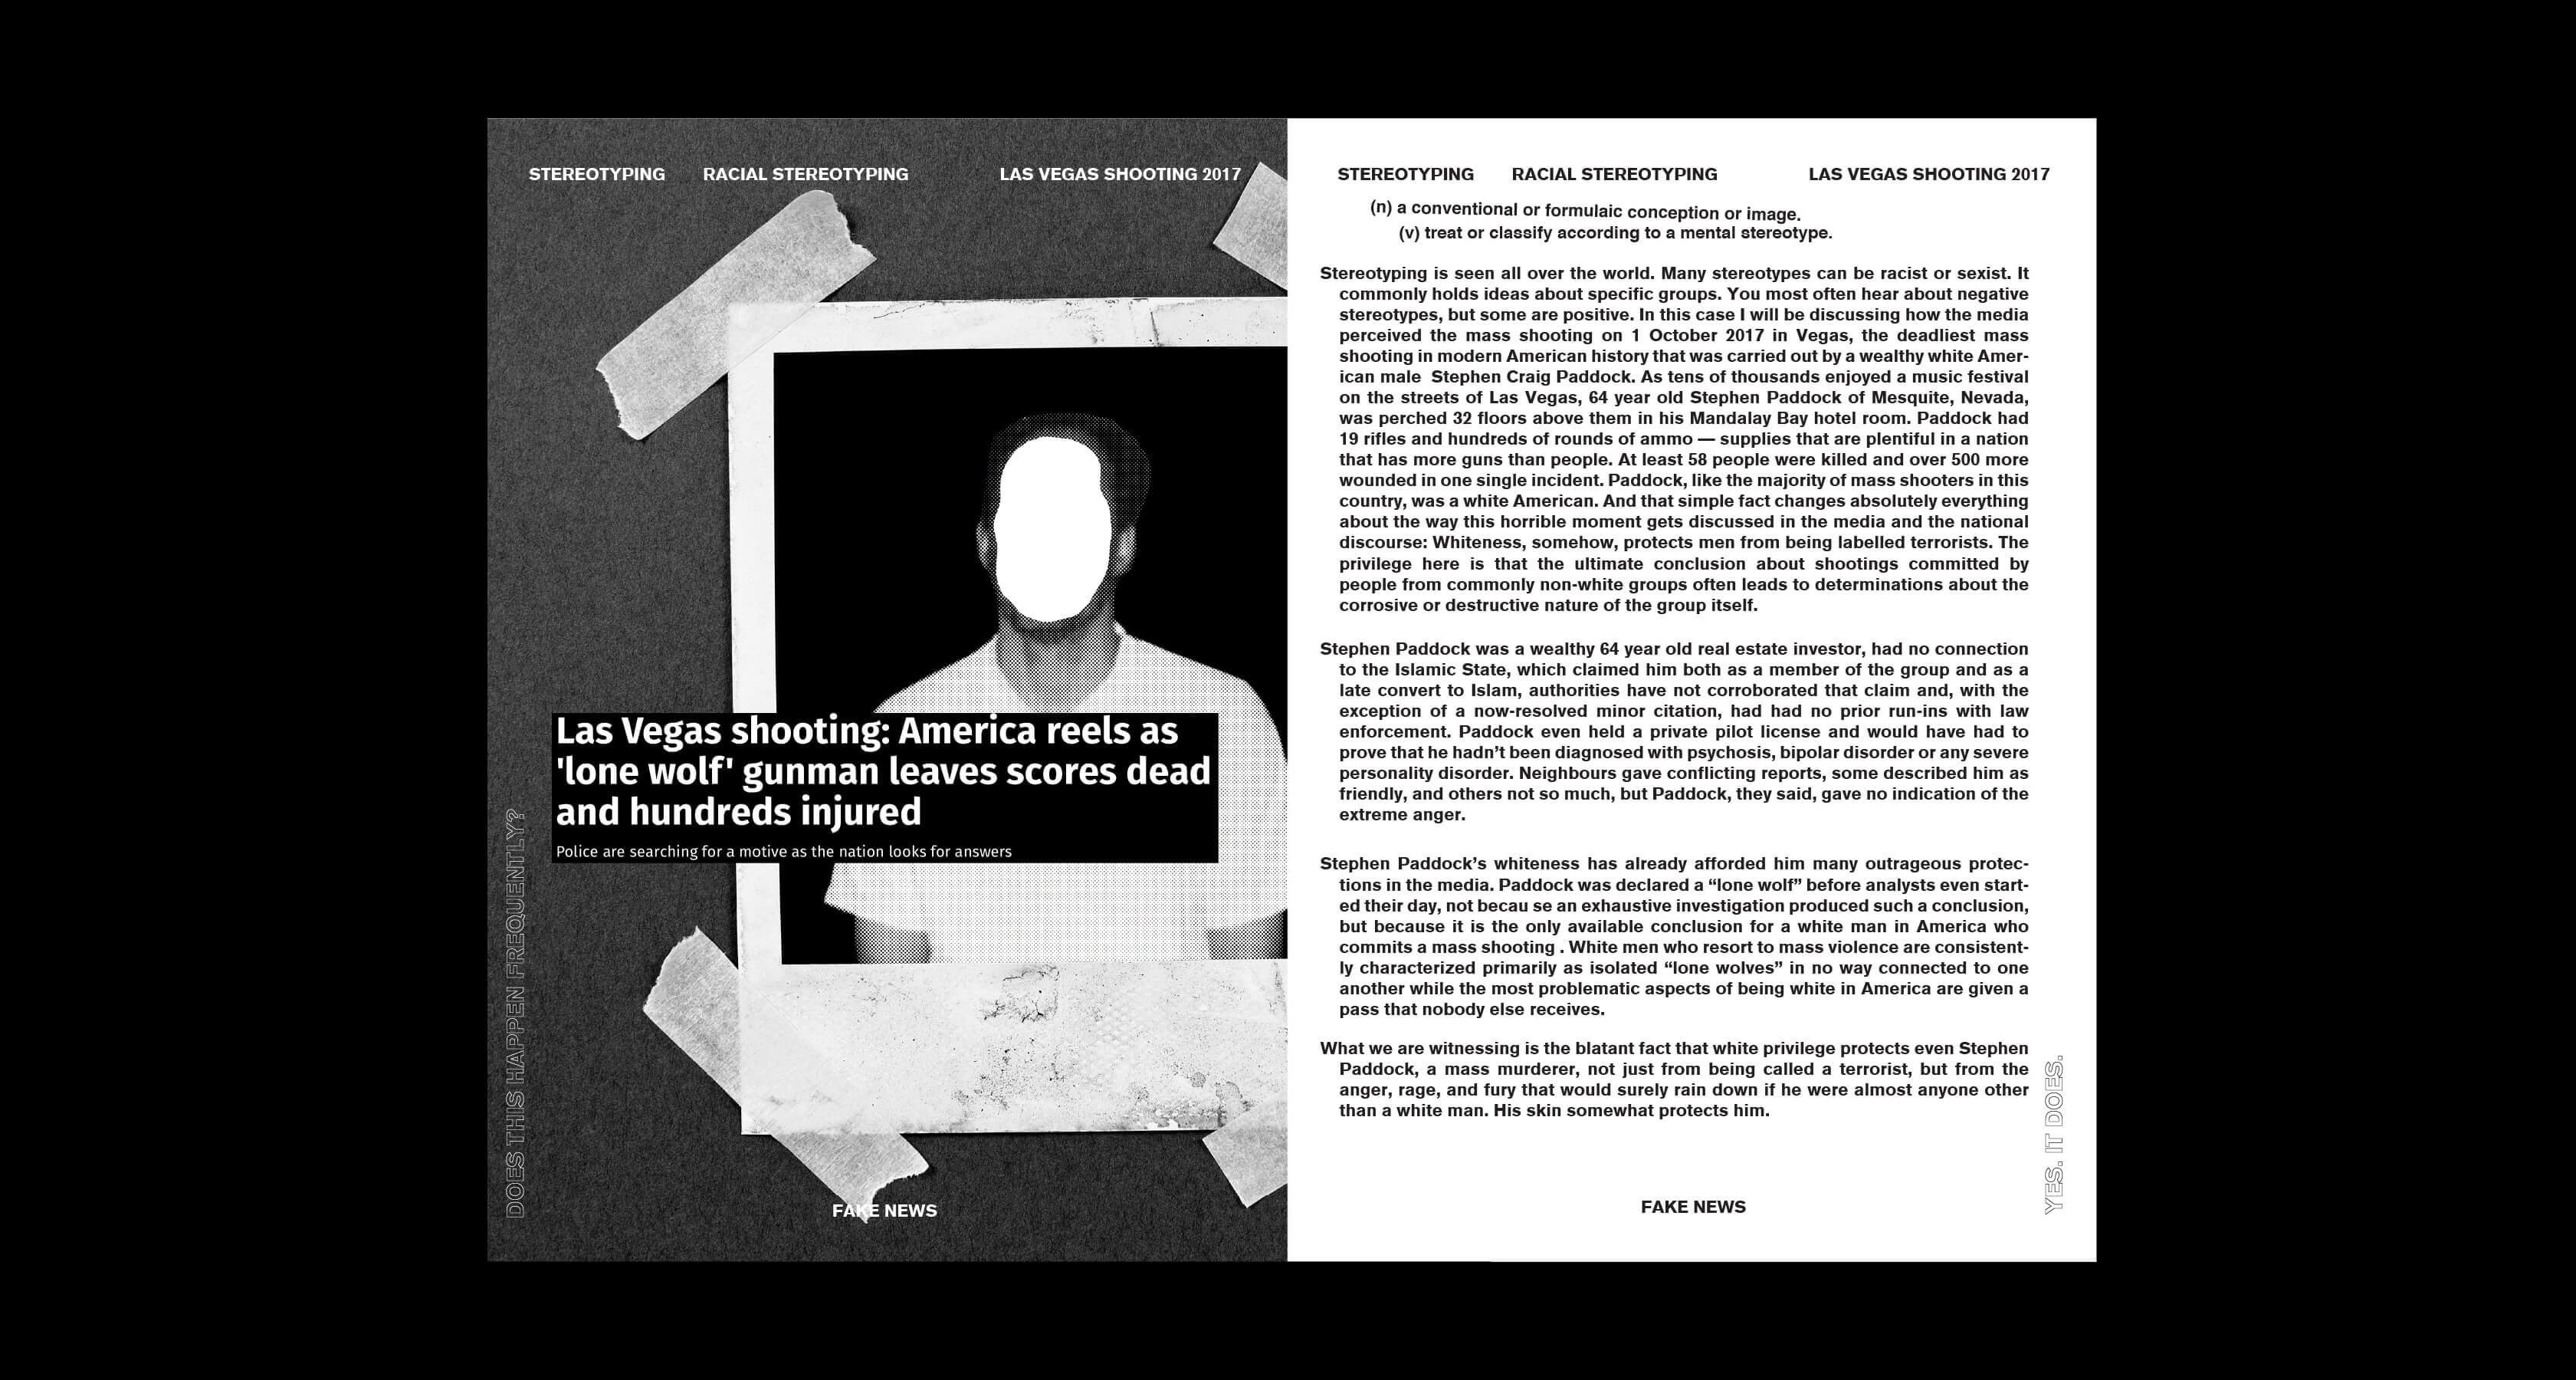 STEREOTYPING RACIAL STEREOTYPING LAS VEGAS SHOOTING 2017
Las Vegas shooting: America reels as
'lone wolf' gunman leaves scores dead
and hundreds injured
Police are searching for a motive as the nation looks for answers
DOES THIS HAPPEN FREQUENTLY?
FAKE NEWS
STEREOTYPING RACIAL STEREOTYPING LAS VEGAS SHOOTING 2017
(n) a conventional or formulaic conception or image.
(v) treat or classify according to a mental stereotype.
Stereotyping is seen all over the world. Many stereotypes can be racist or sexist. It
commonly holds ideas about specific groups. You most often hear about negative
stereotypes, but some are positive. In this case I will be discussing how the media
perceived the mass shooting on 1 October 2017 in Vegas, the deadliest mass
shooting in modern American history that was carried out by a wealthy white Amer-
ican male  Stephen Craig Paddock. As tens of thousands enjoyed a music festival
on the streets of Las Vegas, 64 year old Stephen Paddock of Mesquite, Nevada,
was perched 32 floors above them in his Mandalay Bay hotel room. Paddock had
19 rifles and hundreds of rounds of ammo — supplies that are plentiful in a nation
that has more guns than people. At least 58 people were killed and over 500 more
wounded in one single incident. Paddock, like the majority of mass shooters in this
country, was a white American. And that simple fact changes absolutely everything
about the way this horrible moment gets discussed in the media and the national
discourse: Whiteness, somehow, protects men from being labelled terrorists. The
privilege here is that the ultimate conclusion about shootings committed by
people from commonly non-white groups often leads to determinations about the
corrosive or destructive nature of the group itself.
Stephen Paddock was a wealthy 64 year old real estate investor, had no connection
to the Islamic State, which claimed him both as a member of the group and as a
late convert to Islam, authorities have not corroborated that claim and, with the
exception of a now-resolved minor citation, had had no prior run-ins with law
enforcement. Paddock even held a private pilot license and would have had to
prove that he hadn’t been diagnosed with psychosis, bipolar disorder or any severe
personality disorder. Neighbours gave conflicting reports, some described him as
friendly, and others not so much, but Paddock, they said, gave no indication of the
extreme anger.
Stephen Paddock’s whiteness has already afforded him many outrageous protec-
tions in the media. Paddock was declared a “lone wolf” before analysts even start-
ed their day, not becau se an exhaustive investigation produced such a conclusion,
but because it is the only available conclusion for a white man in America who
commits a mass shooting . White men who resort to mass violence are consistent-
ly characterized primarily as isolated “lone wolves” in no way connected to one
another while the most problematic aspects of being white in America are given a
pass that nobody else receives.
What we are witnessing is the blatant fact that white privilege protects even Stephen
Paddock, a mass murderer, not just from being called a terrorist, but from the
anger, rage, and fury that would surely rain down if he were almost anyone other
than a white man. His skin somewhat protects him.
YES. IT DOES.
FAKE NEWS